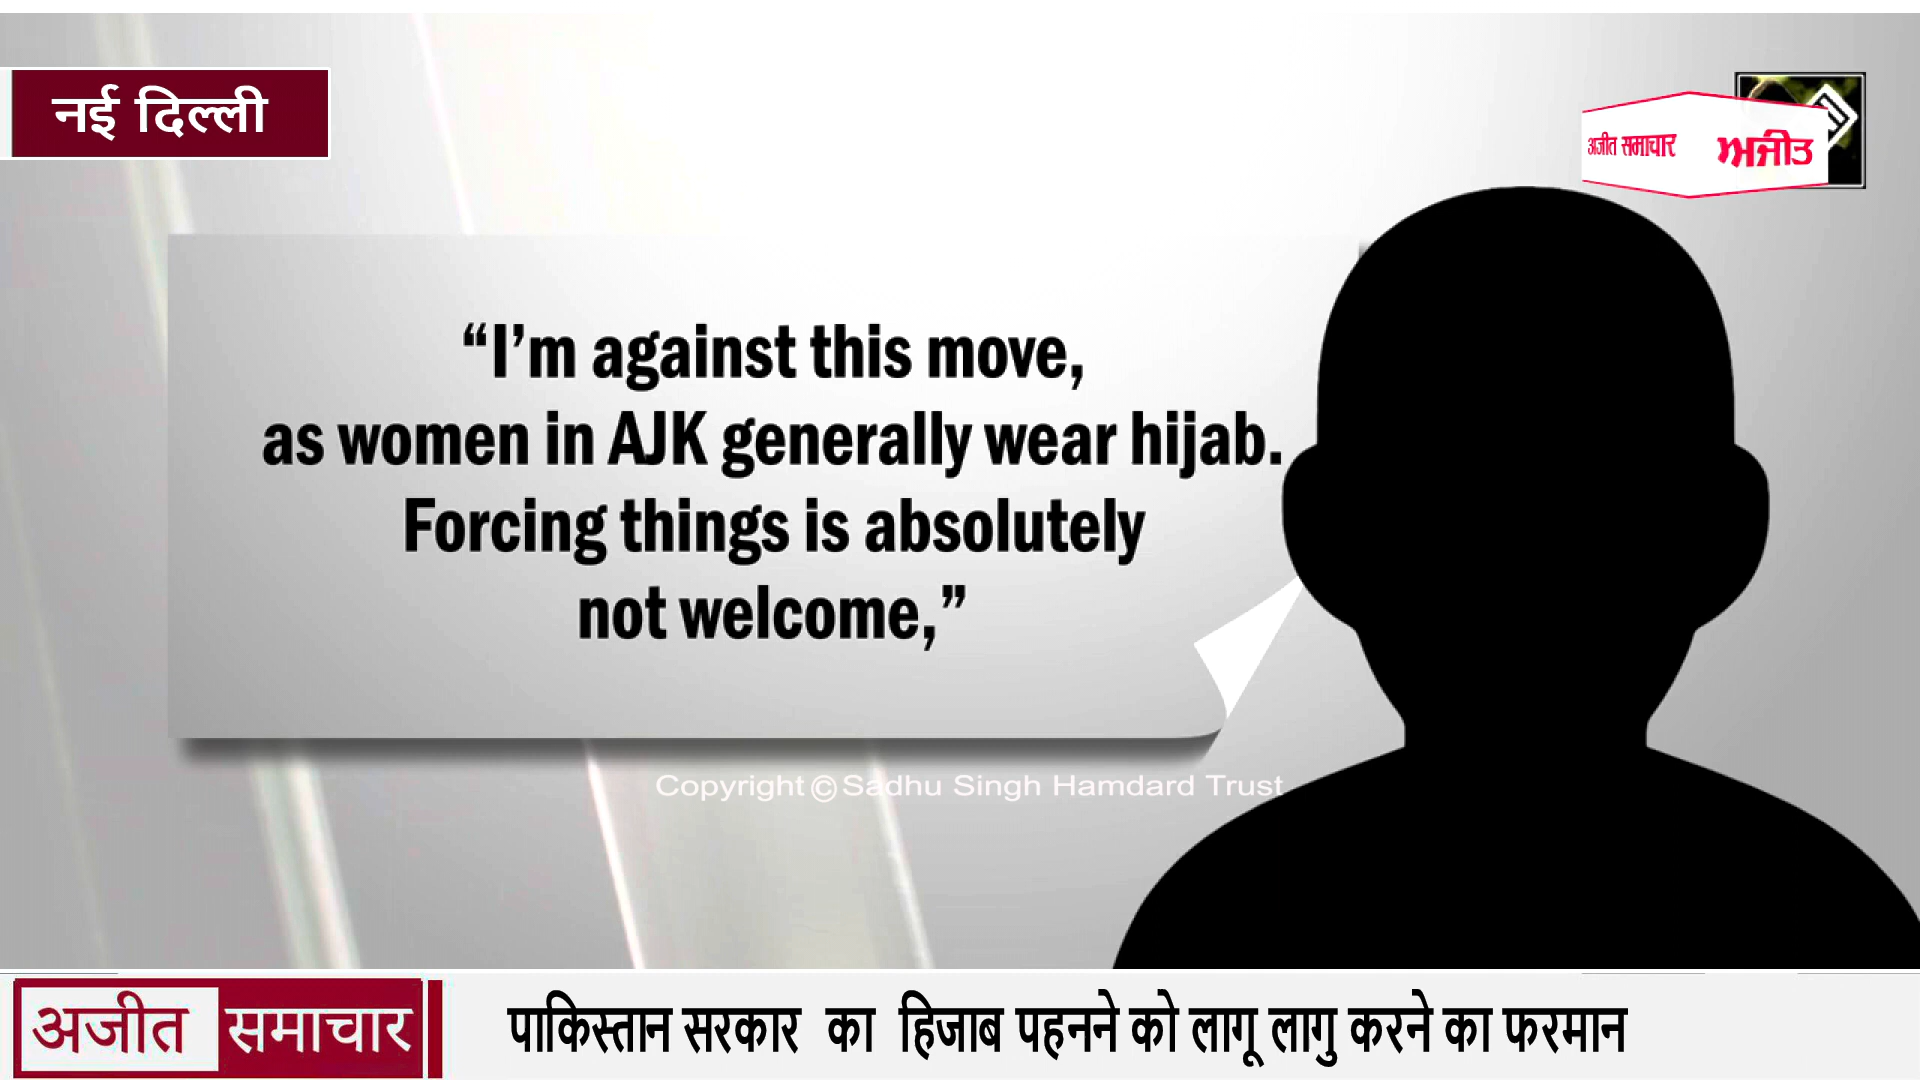 नई दिल्ली
अजीत समाचार
ਅਜੀਤ
“I’m against this move,
as women in AJK generally wear hijab.
Forcing things is absolutely
not welcome,”
Copyright © Sadhu Singh Hamdard Trust
अजीत समाचार
पाकिस्तान सरकार का हिजाब पहनने को लागू लागु करने का फरमान